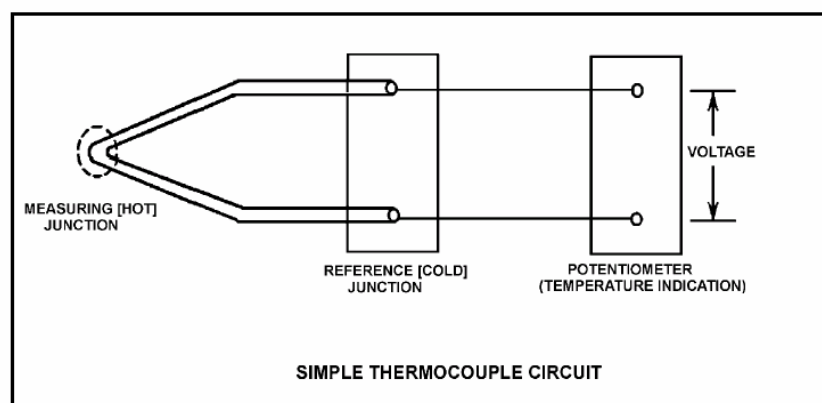 VOLTAGE
MEASURING [HOT]
JUNCTION
REFERENCE [COLD]
JUNCTION
POTENTIOMETER
(TEMPERATURE INDICATION)
SIMPLE THERMOCOUPLE CIRCUIT